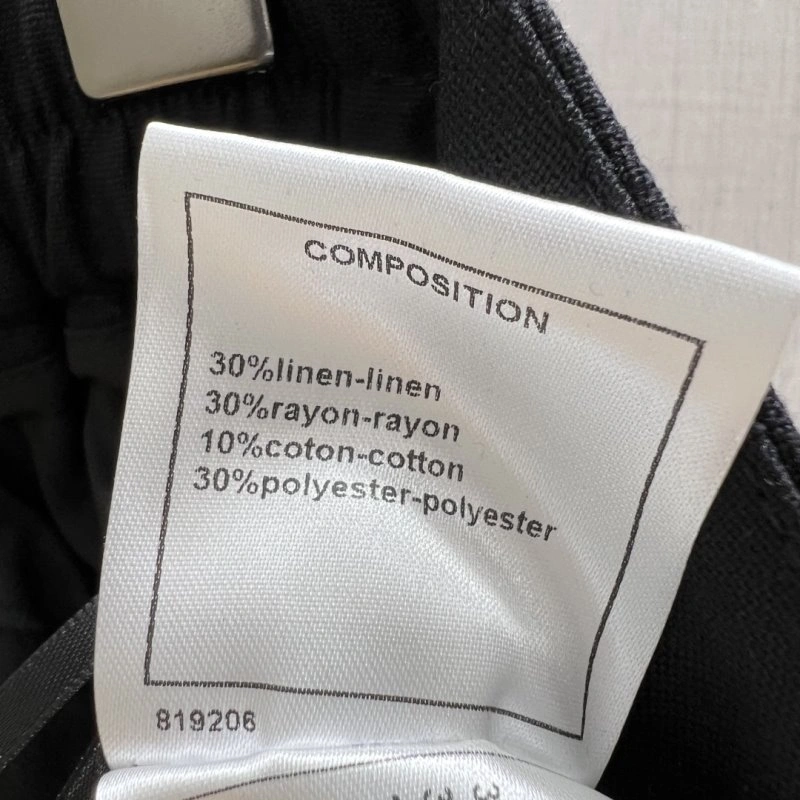 COMPOSITION
30%linen-linen
30%rayon-rayon
10%coton-cotton
30%polyester-polyester
819206